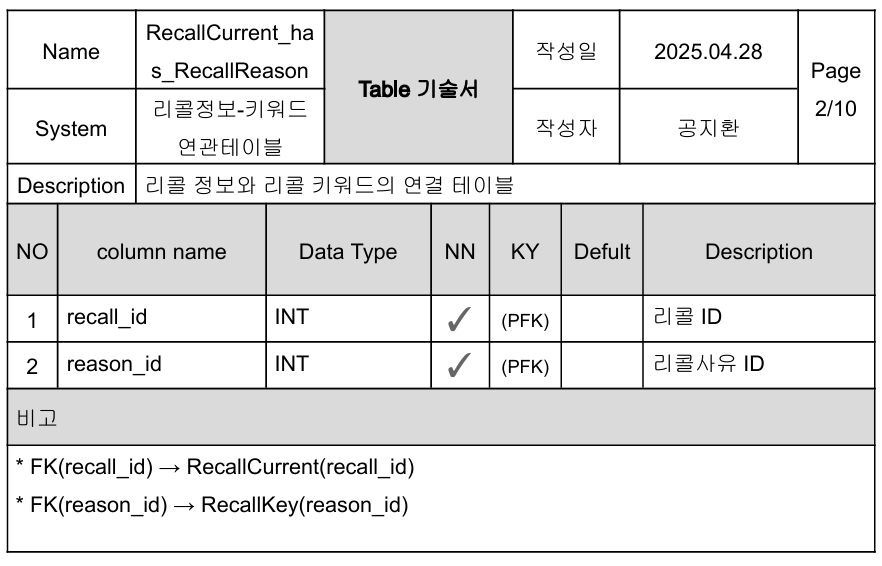 Name
RecallCurrent_ha
s_RecallReason
Table 기술서
작성일
2025.04.28
Page
2/10
System
리콜정보-키워드
연관테이블
작성자
공지환
Description
리콜 정보와 리콜 키워드의 연결 테이블
NO column name Data Type NN KY Defult Description
1 recall_id INT ✓ (PFK) 리콜 ID
2 reason_id INT ✓ (PFK) 리콜사유 ID
비고
* FK(recall_id) → RecallCurrent(recall_id)
* FK(reason_id) → RecallKey(reason_id)